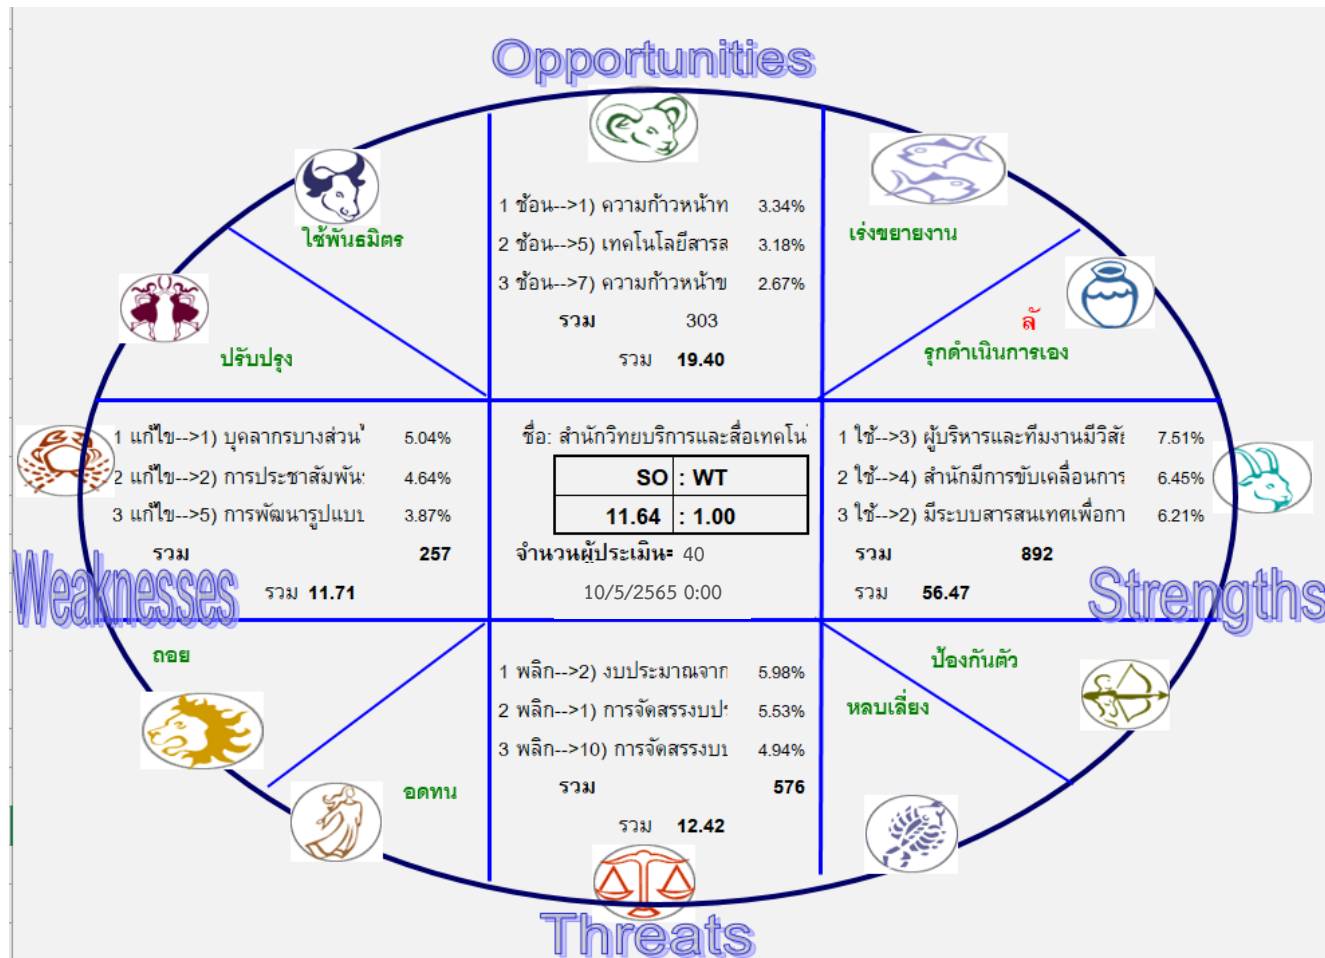 Opportunities
ใช้พันธมิตร
ปรับปรุง
1 ช้อน-->1) ความก้าวหน้าท 3.34%
2 ช้อน-->5) เทคโนโลยีสารส 3.18%
3 ช้อน-->7) ความก้าวหน้าข 2.67%
รวม 303
รวม 19.40
เร่งขยายงาน
ลั
รุกดำเนินการเอง
1 แก้ไข-->1) บุคลากรบางส่วน 5.04%
2 แก้ไข-->2) การประชาสัมพัน 4.64%
3 แก้ไข-->5) การพัฒนารูปแบบ 3.87%
รวม 257
รวม 11.71
Weaknesses
ชื่อ: สำนักวิทยบริการและสื่อเทคโน
SO : WT
11.64 : 1.00
จำนวนผู้ประเมิน= 40
10/5/2565 0:00
1 ใช้-->3) ผู้บริหารและทีมงานมีวิสั 7.51%
2 ใช้-->4) สำนักมีการขับเคลื่อนการ 6.45%
3 ใช้-->2) มีระบบสารสนเทศเพื่อกา 6.21%
รวม 892
รวม 56.47
Strengths
ถอย
อดทน
1 พลิก-->2) งบประมาณจาก 5.98%
2 พลิก-->1) การจัดสรรงบป 5.53%
3 พลิก-->10) การจัดสรรงบ 4.94%
รวม 576
รวม 12.42
ป้องกันตัว
หลบเลี่ยง
Threats